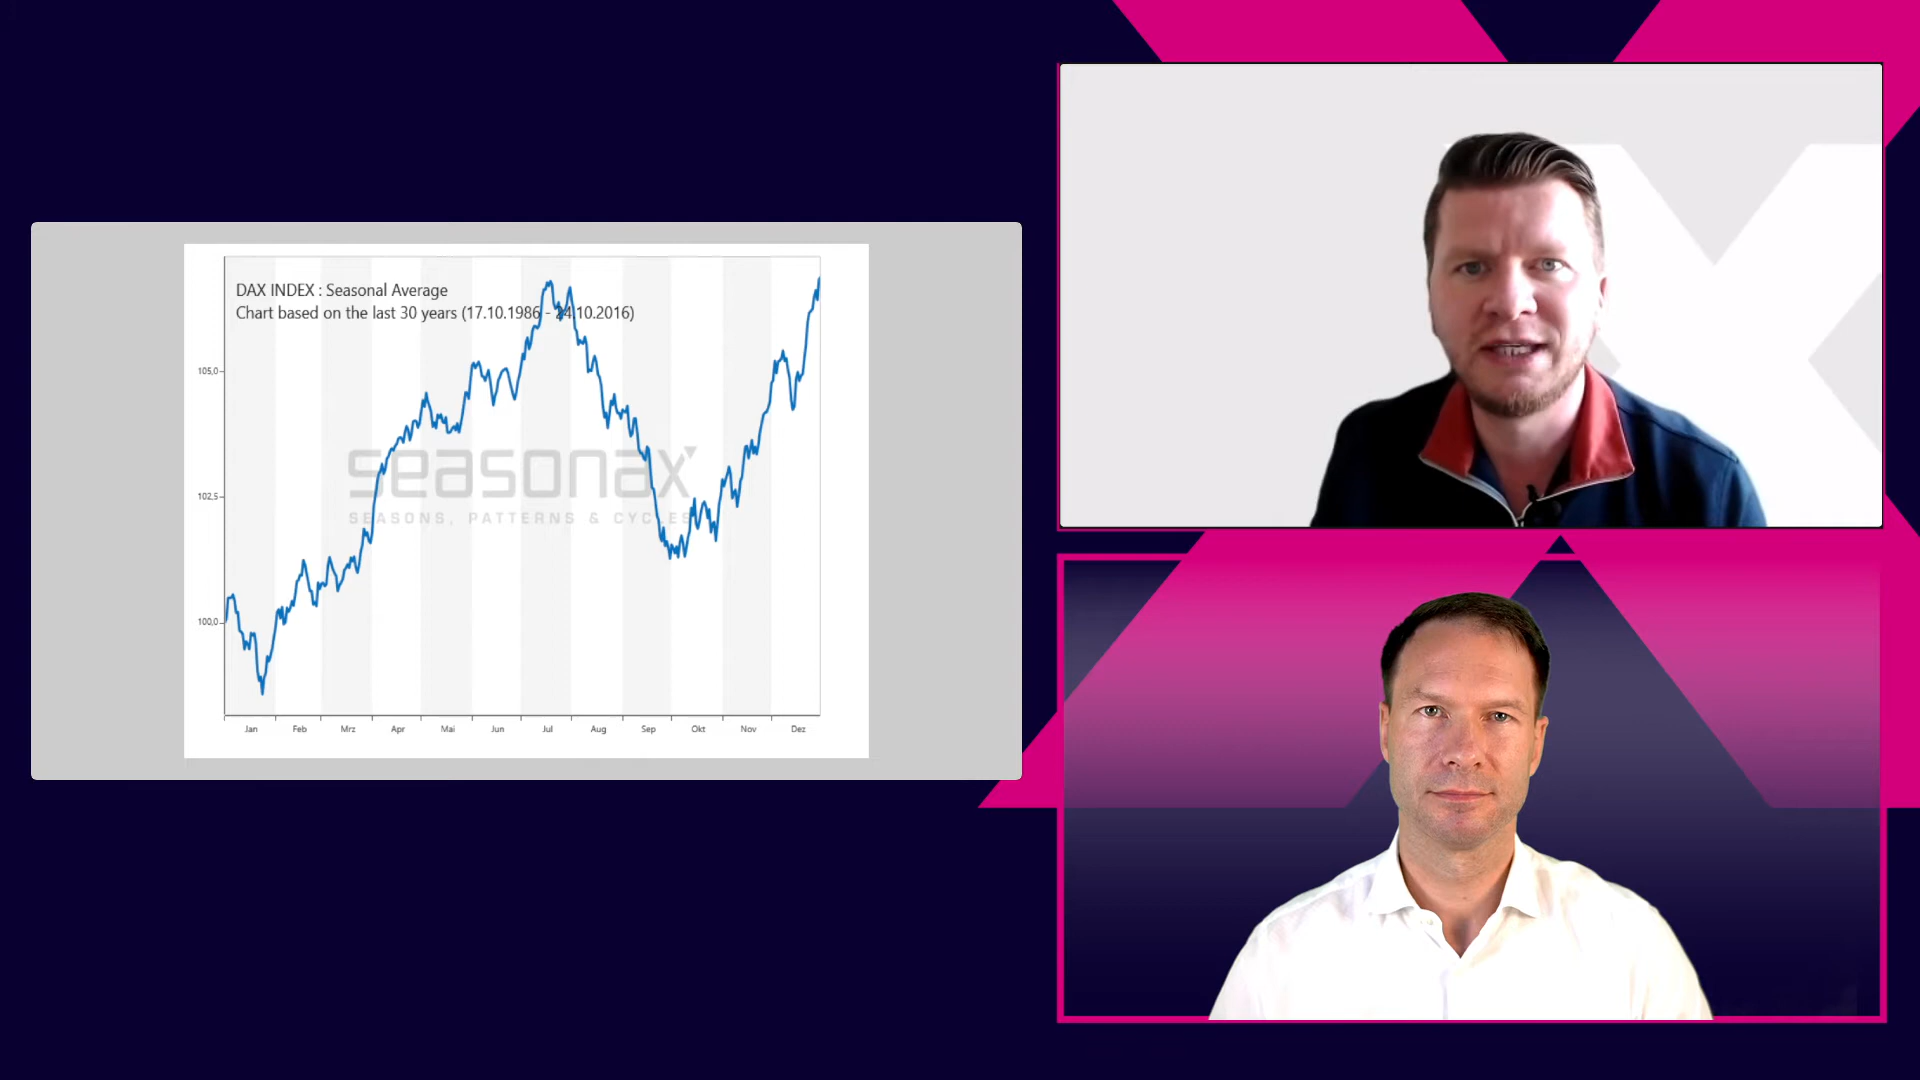 DAX INDEX : Seasonal Average
Chart based on the last 30 years (17.10.1986 - 24.10.2016)
105,0
102.5
100,0
seasonax
SEASONS, PATTERNS & CYCLES
Jan Feb Mrz Apr Mai Jun Jul Aug Sep Okt Nov Dez